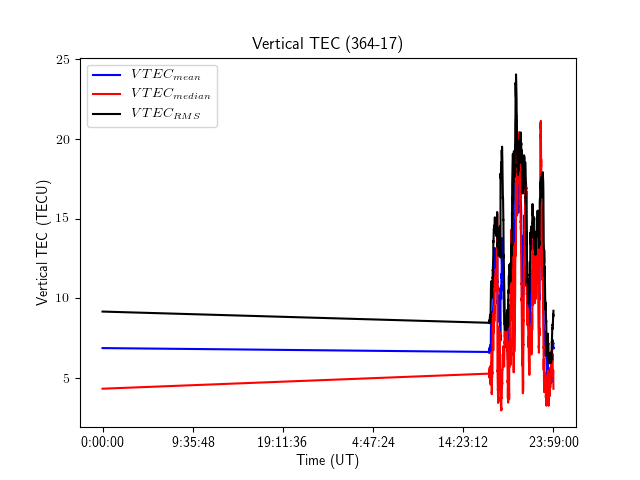 Vertical TEC (364-17)
VTEC_mean
VTEC_median
VTEC_RMS
Vertical TEC (TECU)
25
20
15
10
5
0:00:00 9:35:48 19:11:36 4:47:24 14:23:12 23:59:00
Time (UT)